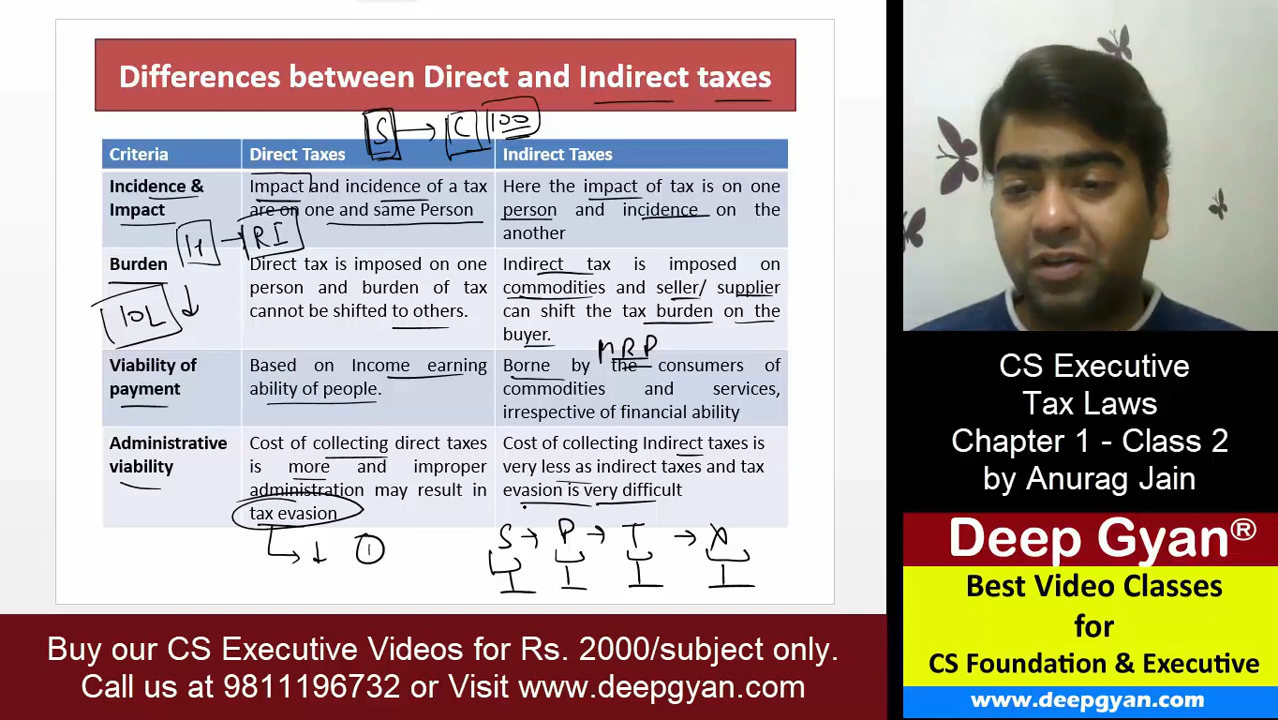 Differences between Direct and Indirect taxes
S → C 100
Criteria Direct Taxes Indirect Taxes
Incidence & Impact and incidence of a tax Here the impact of tax is on one
Impact are on one and same Person person and incidence on the
another
H → RI
Burden Direct tax is imposed on one Indirect tax is imposed on
person and burden of tax commodities and seller/ supplier
10L cannot be shifted to others. can shift the tax burden on the
buyer.
MRP
Viability of Based on Income earning Borne by the consumers of
payment ability of people. commodities and services,
irrespective of financial ability
Administrative Cost of collecting direct taxes Cost of collecting Indirect taxes is
viability is more and improper very less as indirect taxes and tax
administration may result in evasion is very difficult
tax evasion
S → P → T → A
↓ 1
CS Executive
Tax Laws
Chapter 1 - Class 2
by Anurag Jain
Deep Gyan®
Best Video Classes
for
CS Foundation & Executive
www.deepgyan.com
Buy our CS Executive Videos for Rs. 2000/subject only.
Call us at 9811196732 or Visit www.deepgyan.com